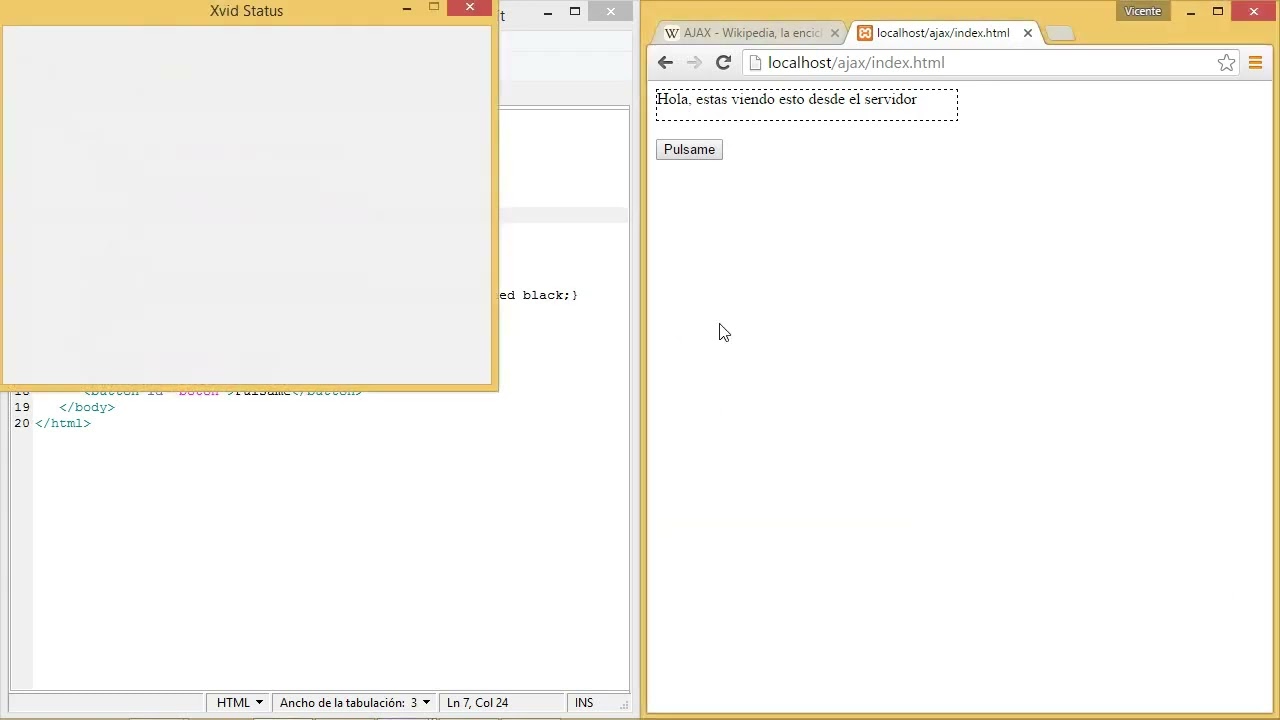 Xvid Status
t
ed black;}
18 <button id="boton">Pulsame</button>
19 </body>
20 </html>
HTML Ancho de la tabulación: 3 Ln 7, Col 24 INS
Vicente
W AJAX - Wikipedia, la encicl
localhost/ajax/index.html
localhost/ajax/index.html
Hola, estas viendo esto desde el servidor
Pulsame